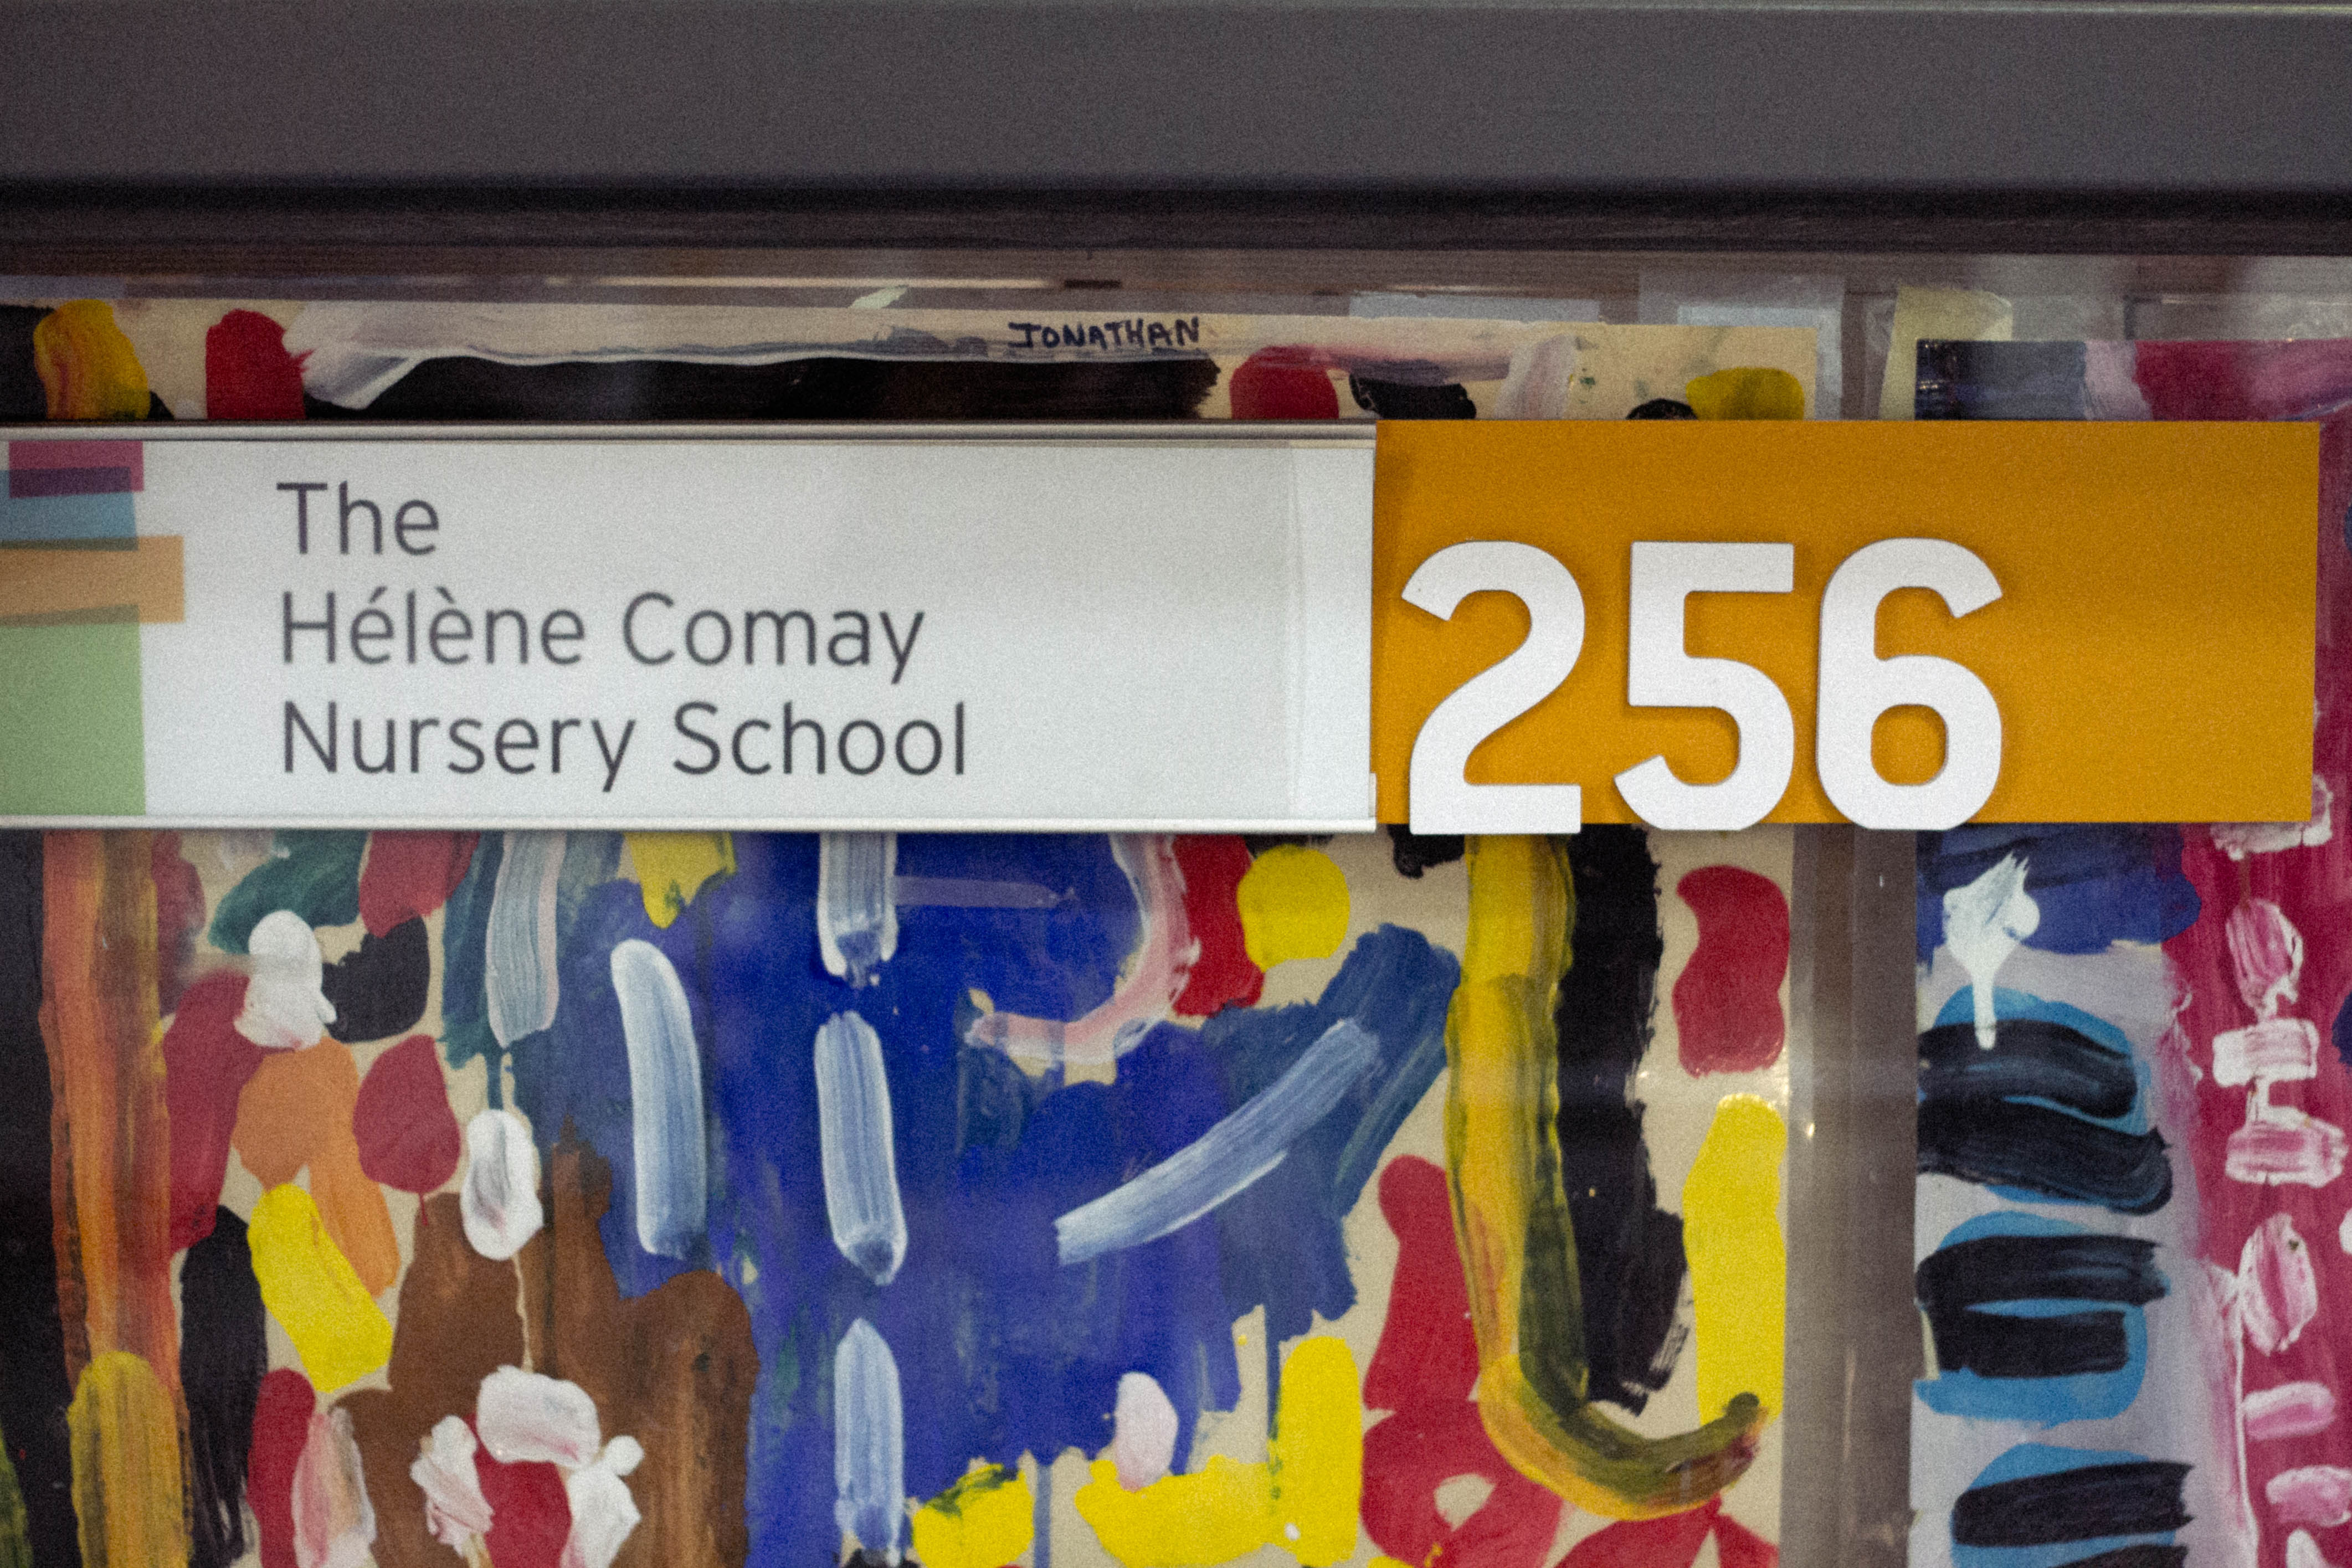 JONATHAN
The
Hélène Comay
Nursery School
256